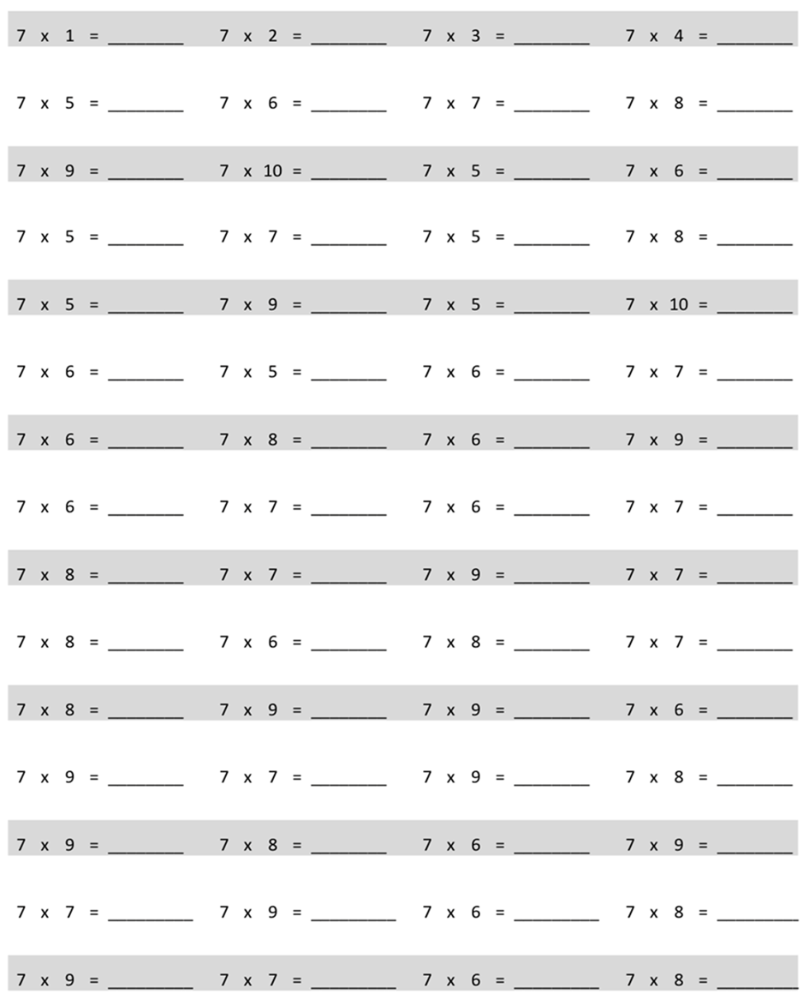 7 x 1 = ________ 7 x 2 = ________ 7 x 3 = ________ 7 x 4 = ________
7 x 5 = ________ 7 x 6 = ________ 7 x 7 = ________ 7 x 8 = ________
7 x 9 = ________ 7 x 10 = ________ 7 x 5 = ________ 7 x 6 = ________
7 x 5 = ________ 7 x 7 = ________ 7 x 5 = ________ 7 x 8 = ________
7 x 5 = ________ 7 x 9 = ________ 7 x 5 = ________ 7 x 10 = ________
7 x 6 = ________ 7 x 5 = ________ 7 x 6 = ________ 7 x 7 = ________
7 x 6 = ________ 7 x 8 = ________ 7 x 6 = ________ 7 x 9 = ________
7 x 6 = ________ 7 x 7 = ________ 7 x 6 = ________ 7 x 7 = ________
7 x 8 = ________ 7 x 7 = ________ 7 x 9 = ________ 7 x 7 = ________
7 x 8 = ________ 7 x 6 = ________ 7 x 8 = ________ 7 x 7 = ________
7 x 8 = ________ 7 x 9 = ________ 7 x 9 = ________ 7 x 6 = ________
7 x 9 = ________ 7 x 7 = ________ 7 x 9 = ________ 7 x 8 = ________
7 x 9 = ________ 7 x 8 = ________ 7 x 6 = ________ 7 x 9 = ________
7 x 7 = _________ 7 x 9 = _________ 7 x 6 = _________ 7 x 8 = _________
7 x 9 = _________ 7 x 7 = _________ 7 x 6 = _________ 7 x 8 = _________